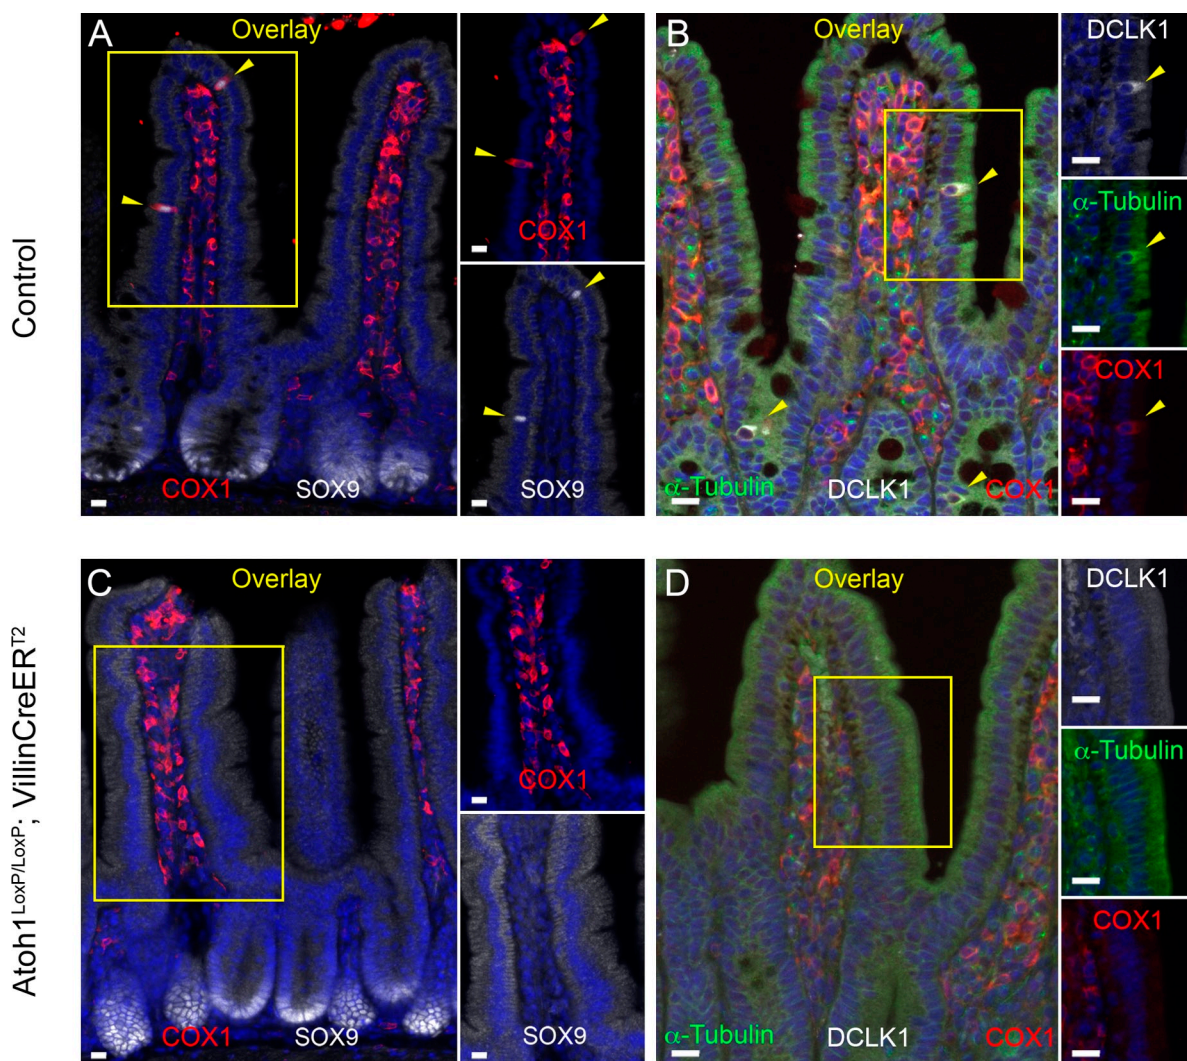 Control
A
Overlay
COX1
SOX9
COX1
SOX9
B
Overlay
α-Tubulin
DCLK1
COX1
DCLK1
α-Tubulin
COX1
Atoh1LoxP/LoxP; VillinCreERT2
C
Overlay
COX1
SOX9
COX1
SOX9
D
Overlay
α-Tubulin
DCLK1
COX1
DCLK1
α-Tubulin
COX1